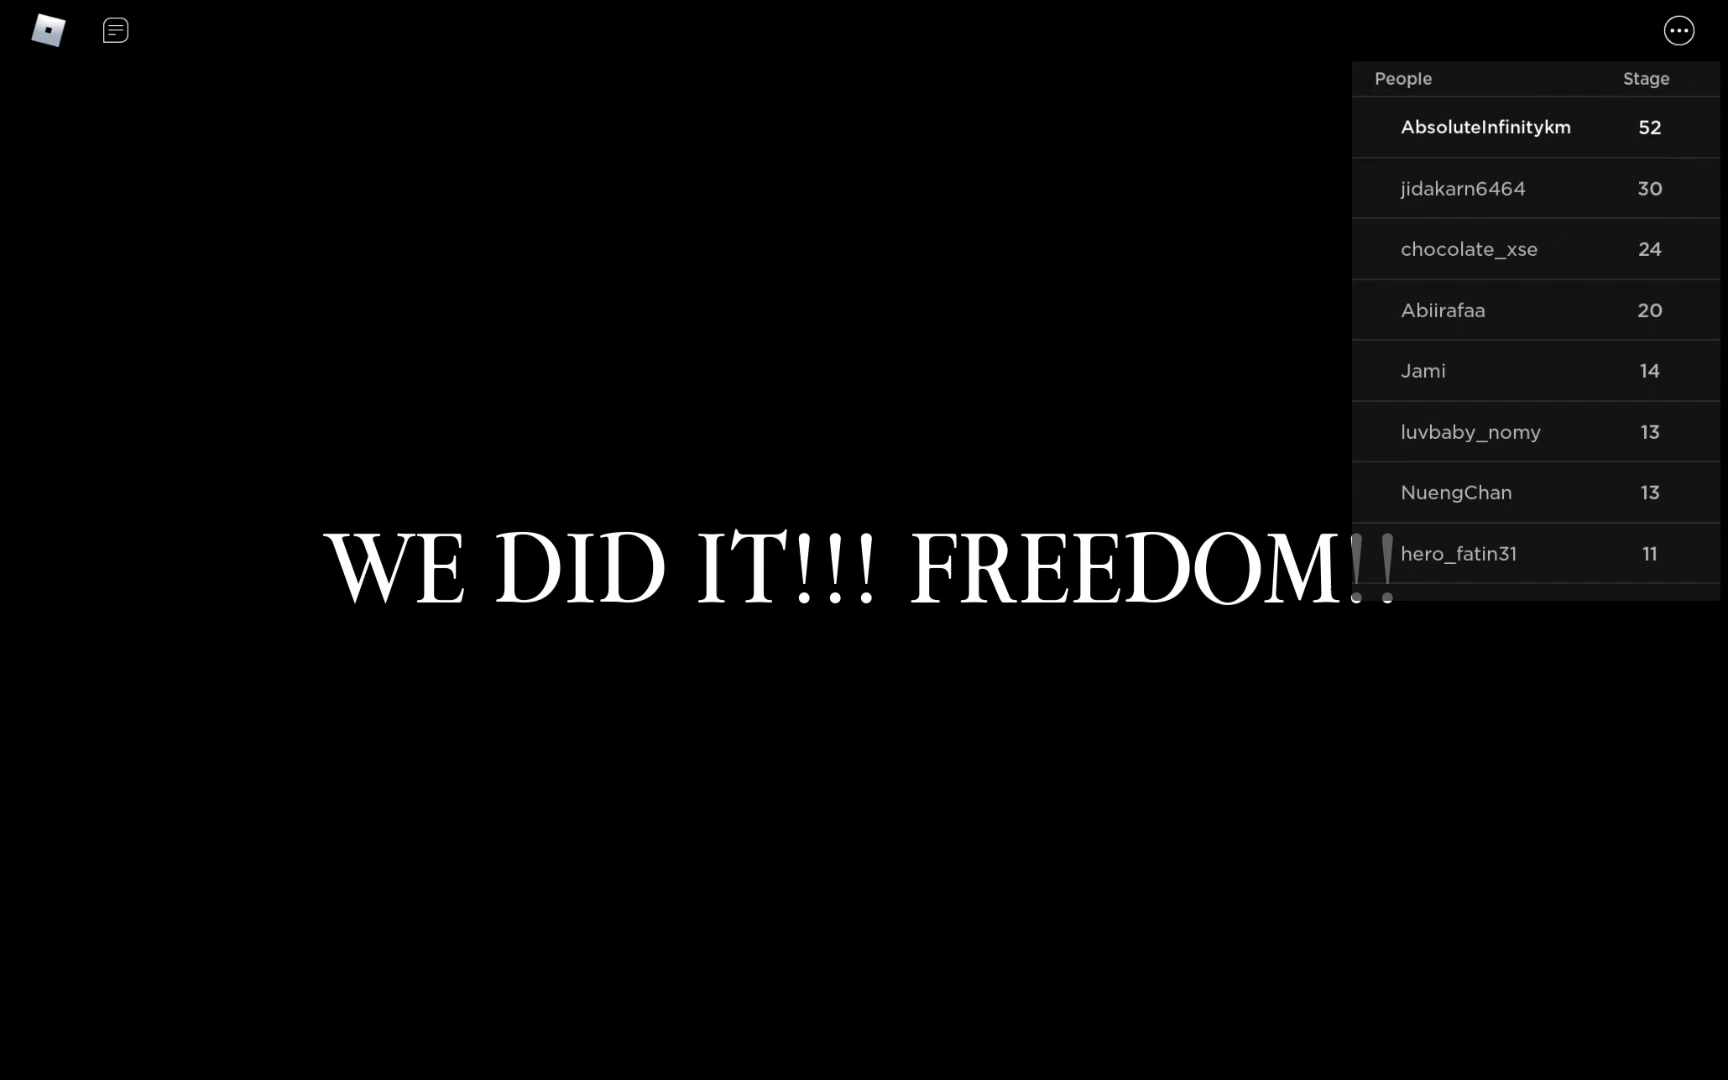 People Stage
AbsoluteInfinitykm 52
jidakarn6464 30
chocolate_xse 24
Abiirafaa 20
Jami 14
luvbaby_nomy 13
NuengChan 13
hero_fatin31 11
WE DID IT!!! FREEDOM!!